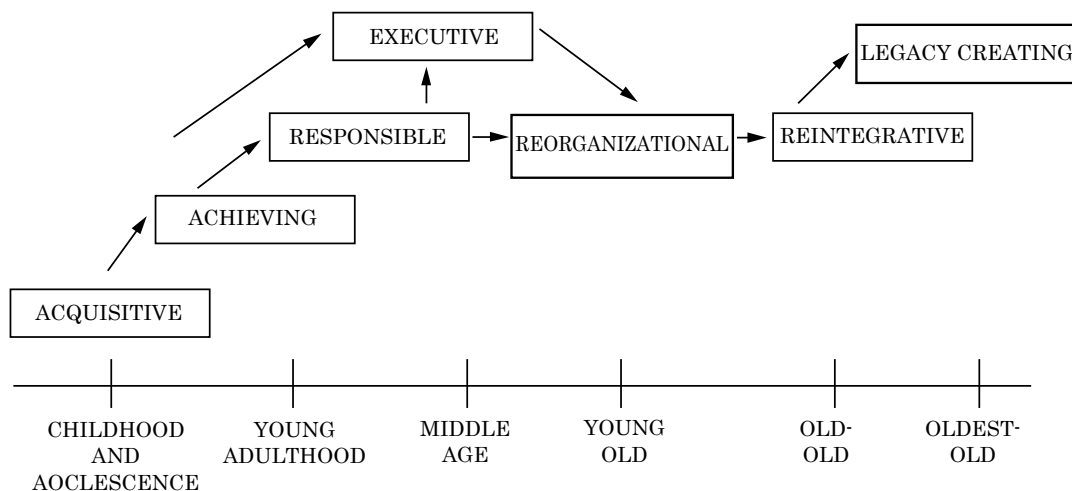 EXECUTIVE
LEGACY CREATING
RESPONSIBLE
REORGANIZATIONAL
REINTEGRATIVE
ACHIEVING
ACQUISITIVE
CHILDHOOD
AND
AOCLESCENCE
YOUNG
ADULTHOOD
MIDDLE
AGE
YOUNG
OLD
OLD-
OLD
OLDEST-
OLD